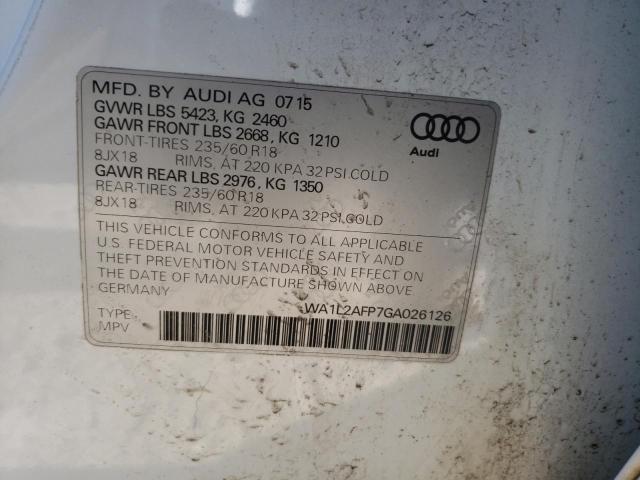 MFD. BY AUDI AG 07 15
GVWR LBS 5423, KG 2460
GAWR FRONT LBS 2668, KG 1210
FRONT-TIRES 235/60 R18
8JX18 RIMS, AT 220 KPA 32 PSI COLD
GAWR REAR LBS 2976, KG 1350
REAR-TIRES 235/60 R18
8JX18 RIMS, AT 220 KPA 32 PSI COLD
Audi
THIS VEHICLE CONFORMS TO ALL APPLICABLE
U.S. FEDERAL MOTOR VEHICLE SAFETY AND
THEFT PREVENTION STANDARDS IN EFFECT ON
THE DATE OF MANUFACTURE SHOWN ABOVE
GERMANY
WA1L2AFP7GA026126
TYPE:
MPV